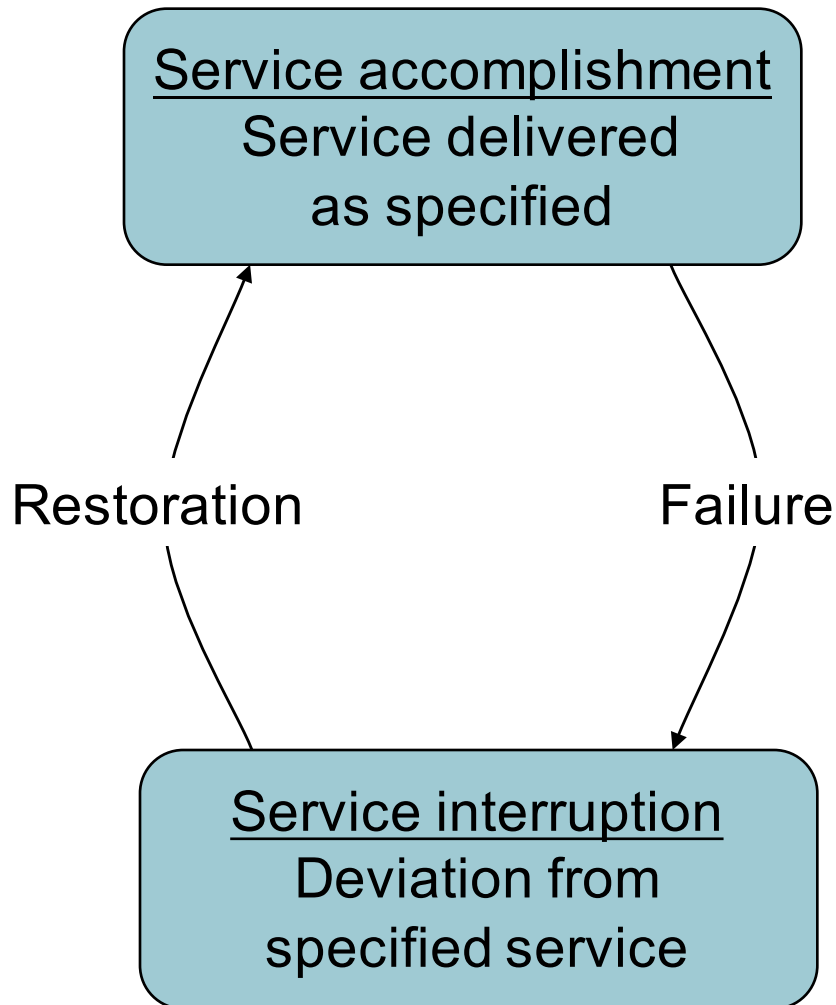 Service accomplishment
Service delivered
as specified
Restoration
Failure
Service interruption
Deviation from
specified service